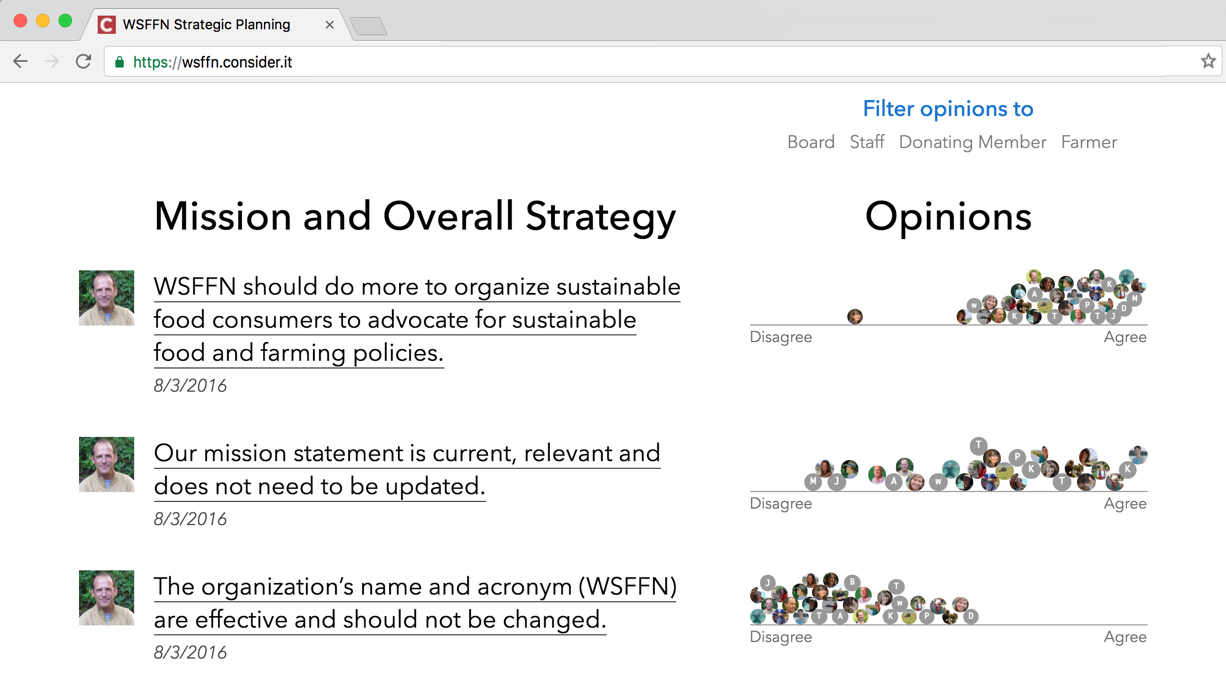 WSFFN Strategic Planning
https://wsffn.consider.it
Filter opinions to
Board Staff Donating Member Farmer
Mission and Overall Strategy
Opinions
WSFFN should do more to organize sustainable
food consumers to advocate for sustainable
food and farming policies.
8/3/2016
A K M W P D K T T J
Disagree Agree
Our mission statement is current, relevant and
does not need to be updated.
8/3/2016
T P K K M J A W T
Disagree Agree
The organization’s name and acronym (WSFFN)
are effective and should not be changed.
8/3/2016
J B T W T A K P D
Disagree Agree